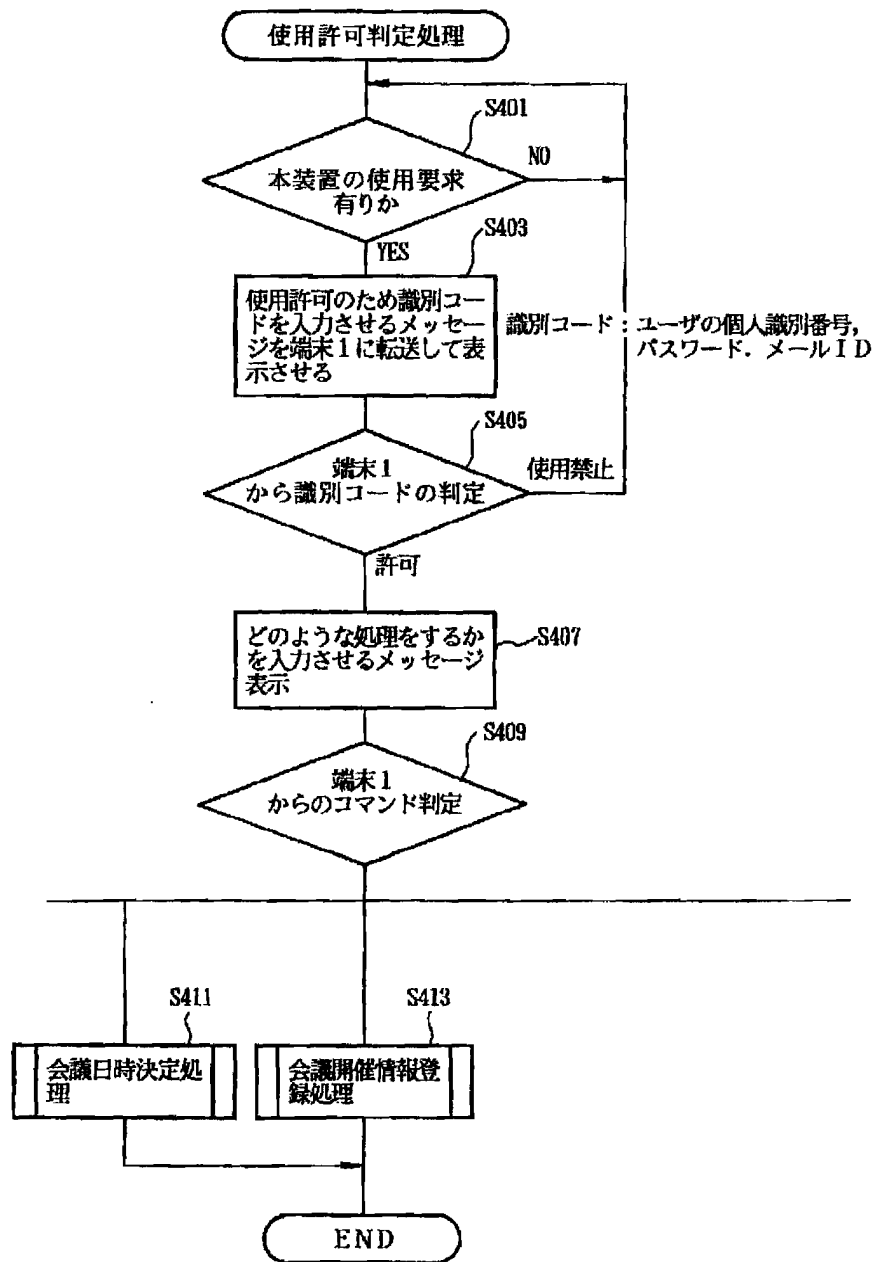 使用許可判定処理
S401
NO
本装置の使用要求
有りか
S403
YES
使用許可のため識別コー
ドを入力させるメッセー
ジを端末1に転送して表
示させる
識別コード：ユーザの個人識別番号，
パスワード．メールＩＤ
S405
端末1
から識別コードの判定
使用禁止
許可
どのような処理をするか
を入力させるメッセージ
表示
S407
S409
端末1
からのコマンド判定
S411
S413
会議日時決定処
理
会議開催情報登
録処理
END